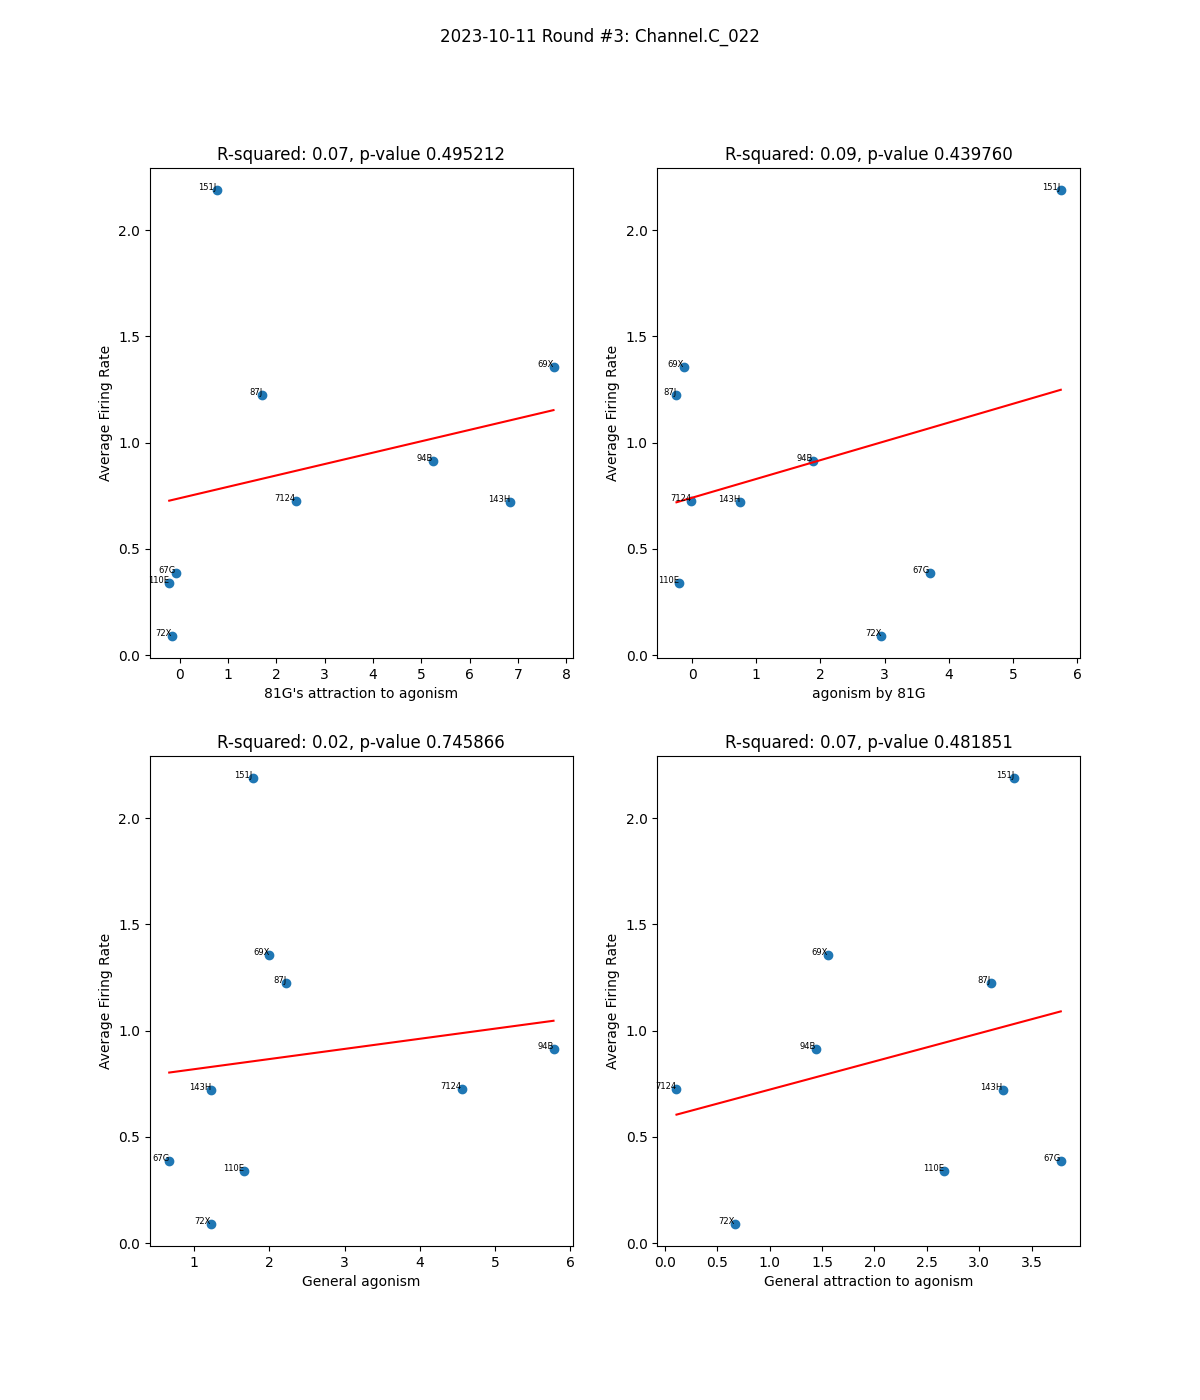 2023-10-11 Round #3: Channel.C_022
R-squared: 0.07, p-value 0.495212
Average Firing Rate
2.0
1.5
1.0
0.5
0.0
151J
69X
87J
94B
7124
143H
67G
110E
72X
0 1 2 3 4 5 6 7 8
81G's attraction to agonism
R-squared: 0.09, p-value 0.439760
Average Firing Rate
2.0
1.5
1.0
0.5
0.0
151J
69X
87J
94B
7124
143H
67G
110E
72X
0 1 2 3 4 5 6
agonism by 81G
R-squared: 0.02, p-value 0.745866
Average Firing Rate
2.0
1.5
1.0
0.5
0.0
151J
69X
87J
94B
143H
7124
67G
110E
72X
1 2 3 4 5 6
General agonism
R-squared: 0.07, p-value 0.481851
Average Firing Rate
2.0
1.5
1.0
0.5
0.0
151J
69X
87J
94B
7124
143H
67G
110E
72X
0.0 0.5 1.0 1.5 2.0 2.5 3.0 3.5
General attraction to agonism